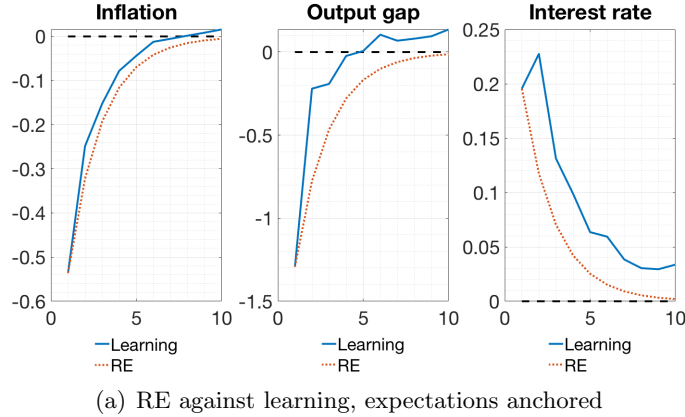 Inflation
Output gap
Interest rate
0
-0.1
-0.2
-0.3
-0.4
-0.5
-0.6
0
5
10
Learning
RE
0
-0.5
-1
-1.5
0
5
10
Learning
RE
0.25
0.2
0.15
0.1
0.05
0
0
5
10
Learning
RE
(a) RE against learning, expectations anchored